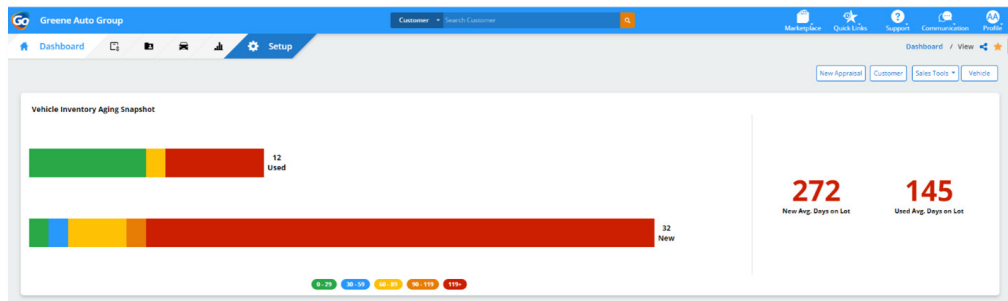 Go Greene Auto Group
Customer Search Customer
Marketplace Quick Links Support Communication AA Profile
Dashboard Setup
Dashboard / View
New Appraisal Customer Sales Tools Vehicle
Vehicle Inventory Aging Snapshot
12
Used
272 145
New Avg. Days on Lot Used Avg. Days on Lot
32
New
0 - 29 30 - 59 60 - 89 90 - 119 119+